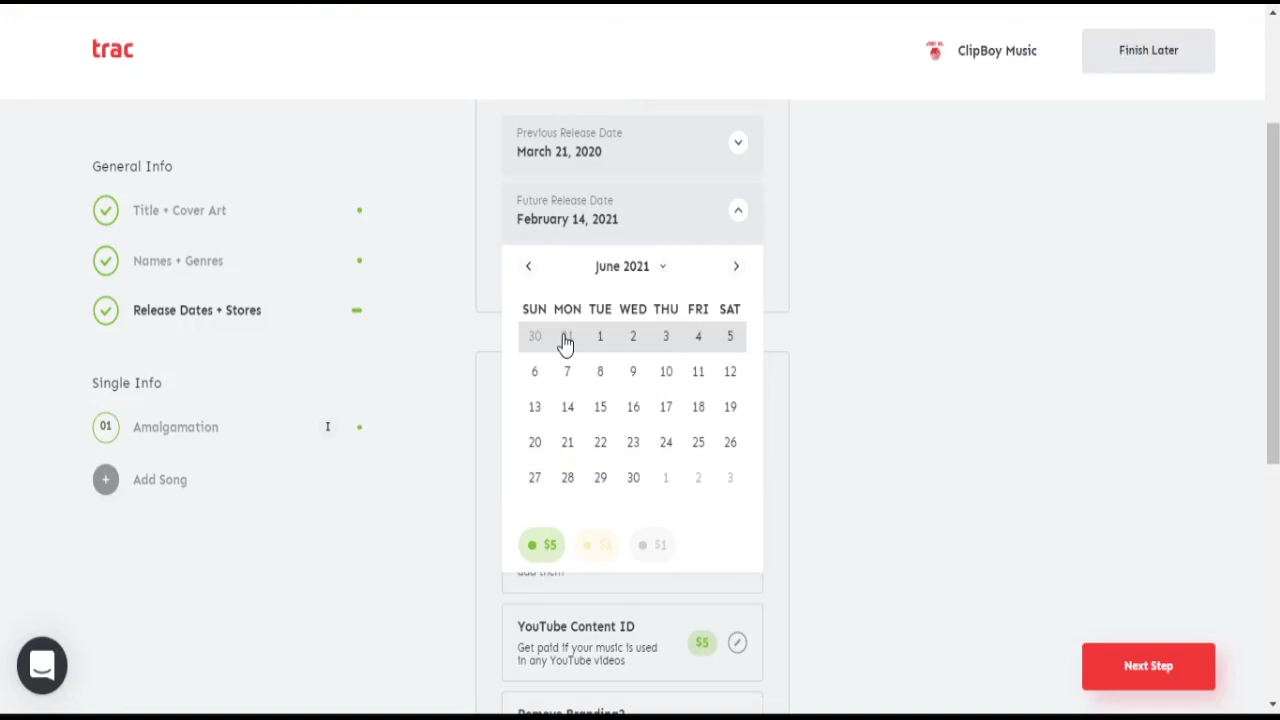 trac
ClipBoy Music
Finish Later
General Info
Title + Cover Art
Names + Genres
Release Dates + Stores
Single Info
01 Amalgamation I
+ Add Song
Previous Release Date
March 21, 2020
Future Release Date
February 14, 2021
June 2021
SUN MON TUE WED THU FRI SAT
30 1 2 3 4 5
6 7 8 9 10 11 12
13 14 15 16 17 18 19
20 21 22 23 24 25 26
27 28 29 30 1 2 3
$5 $3 $1
add them
YouTube Content ID
Get paid if your music is used
in any YouTube videos
$5
Remove Branding?
Next Step